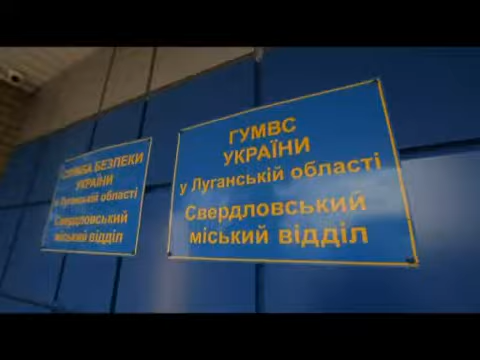 СЛУЖБА БЕЗПЕКИ
УКРАЇНИ
у Луганській області
Свердловський
міський відділ
ГУМВС
УКРАЇНИ
у Луганській області
Свердловський
міський відділ